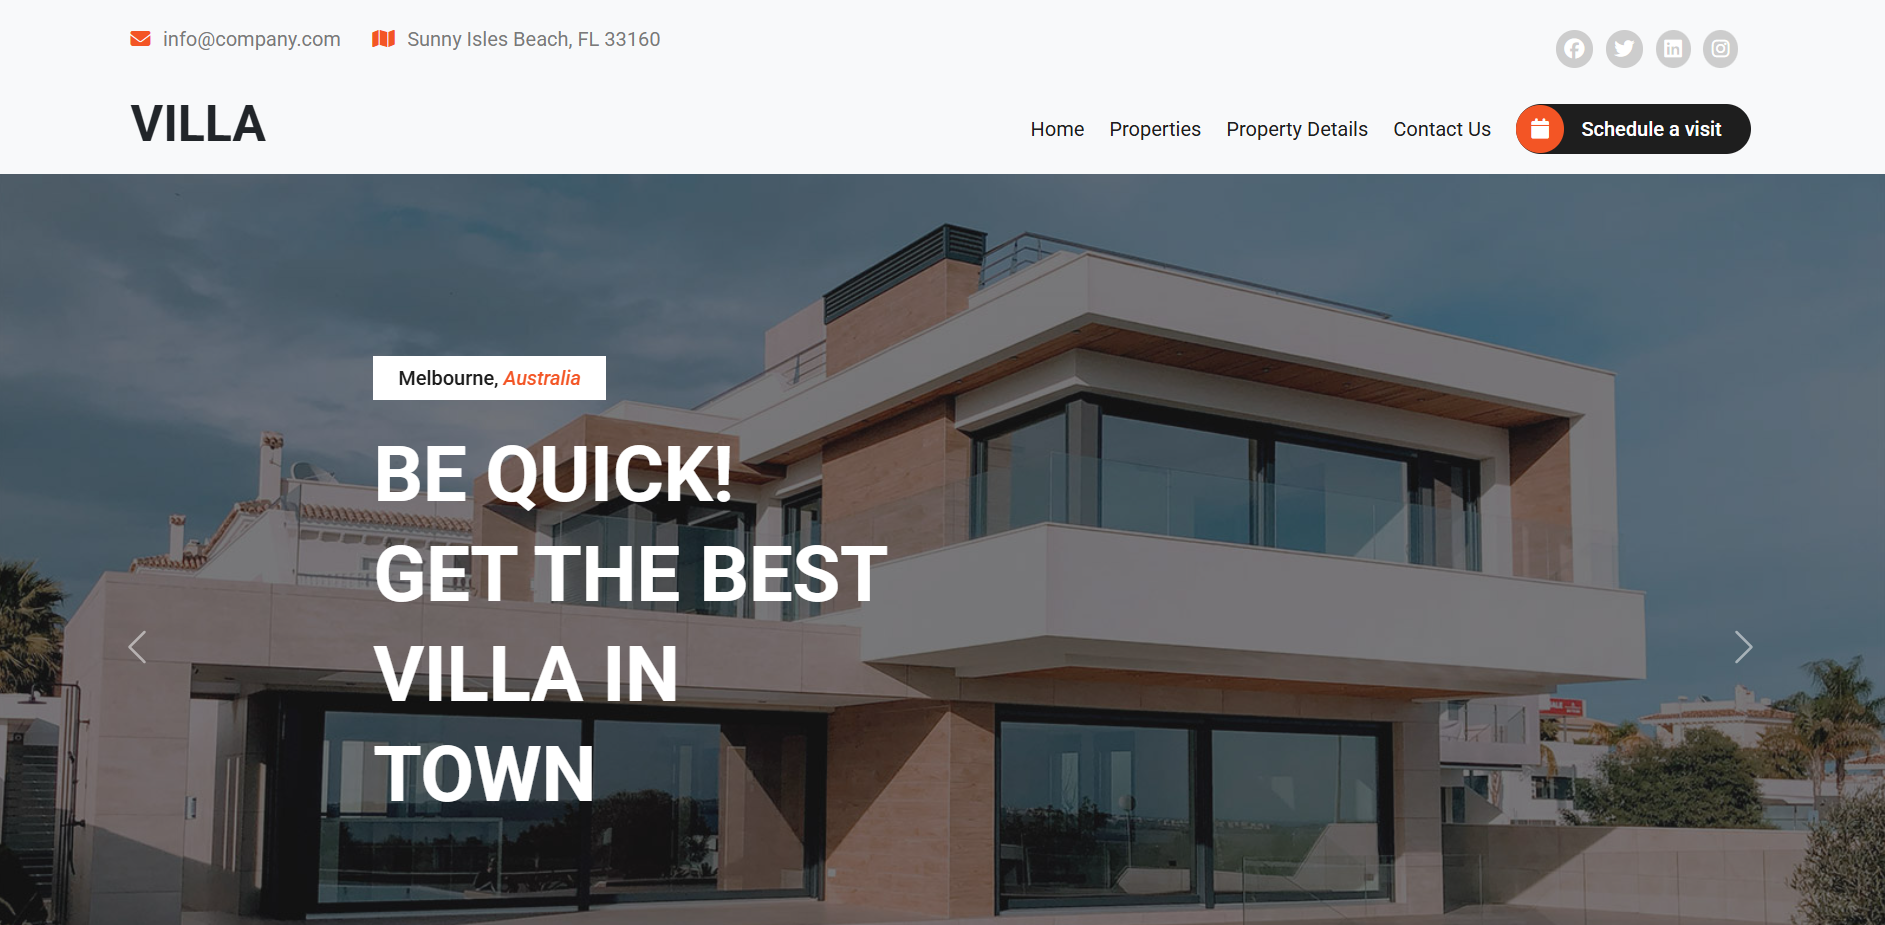 info@company.com
Sunny Isles Beach, FL 33160
VILLA
Home
Properties
Property Details
Contact Us
Schedule a visit
Melbourne, Australia
BE QUICK!
GET THE BEST
VILLA IN
TOWN